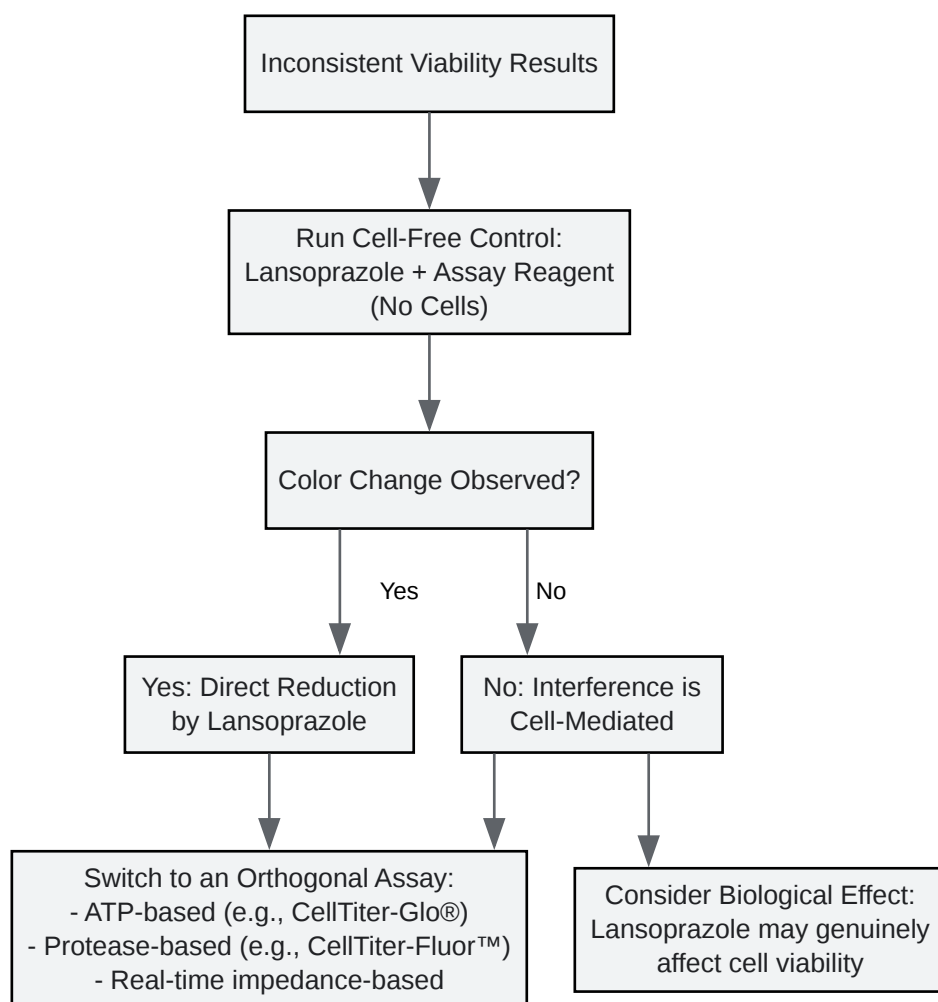 Inconsistent Viability Results
Run Cell-Free Control:
Lansoprazole + Assay Reagent
(No Cells)
Color Change Observed?
Yes
No
Yes: Direct Reduction
by Lansoprazole
No: Interference is
Cell-Mediated
Switch to an Orthogonal Assay:
- ATP-based (e.g., CellTiter-Glo®)
- Protease-based (e.g., CellTiter-Fluor™)
- Real-time impedance-based
Consider Biological Effect:
Lansoprazole may genuinely
affect cell viability